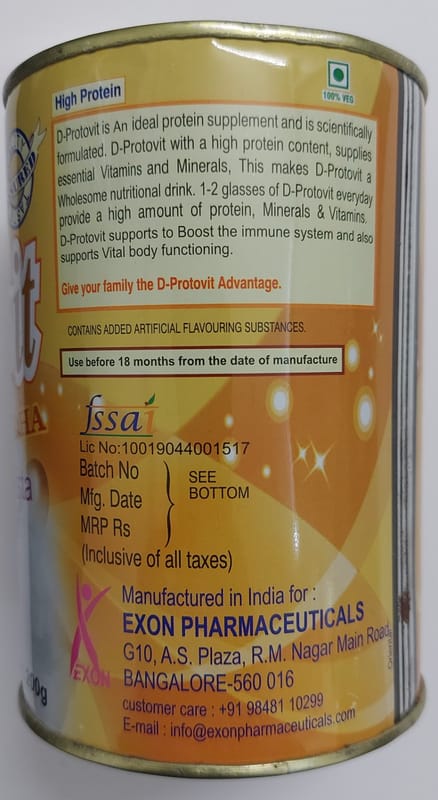 High Protein
100% VEG
D-Protovit is An ideal protein supplement and is scientifically
formulated. D-Protovit with a high protein content, supplies
essential Vitamins and Minerals, This makes D-Protovit a
Wholesome nutritional drink. 1-2 glasses of D-Protovit everyday
provide a high amount of protein, Minerals & Vitamins.
D-Protovit supports to Boost the immune system and also
supports Vital body functioning.
Give your family the D-Protovit Advantage.
CONTAINS ADDED ARTIFICIAL FLAVOURING SUBSTANCES.
Use before 18 months from the date of manufacture
fssai
Lic No:10019044001517
Batch No
Mfg. Date
MRP Rs
(Inclusive of all taxes)
SEE
BOTTOM
Manufactured in India for :
EXON PHARMACEUTICALS
G10, A.S. Plaza, R.M. Nagar Main Road,
BANGALORE-560 016
customer care : +91 98481 10299
E-mail : info@exonpharmaceuticals.com
EXON